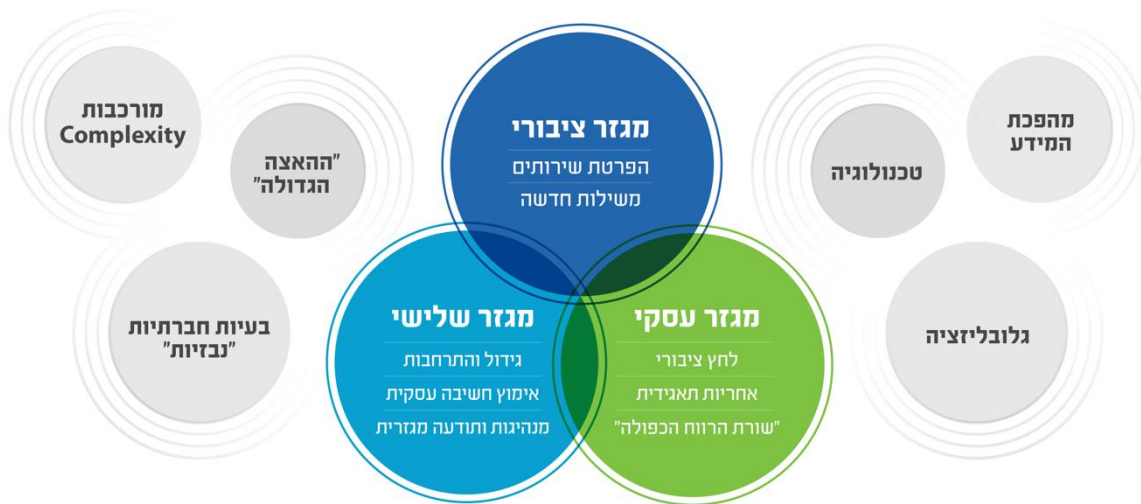 מהפכת
המידע
טכנולוגיה
גלובליזציה
מגזר ציבורי
הפרטת שירותים
משילות חדשה
מגזר עסקי
לחץ ציבורי
אחריות תאגידית
"שורת הרווח הכפולה"
מגזר שלישי
גידול והתרחבות
אימוץ חשיבה עסקית
מנהיגות ותודעה מגזרית
"ההאצה
הגדולה"
מורכבות
Complexity
בעיות חברתיות
"נבזיות"